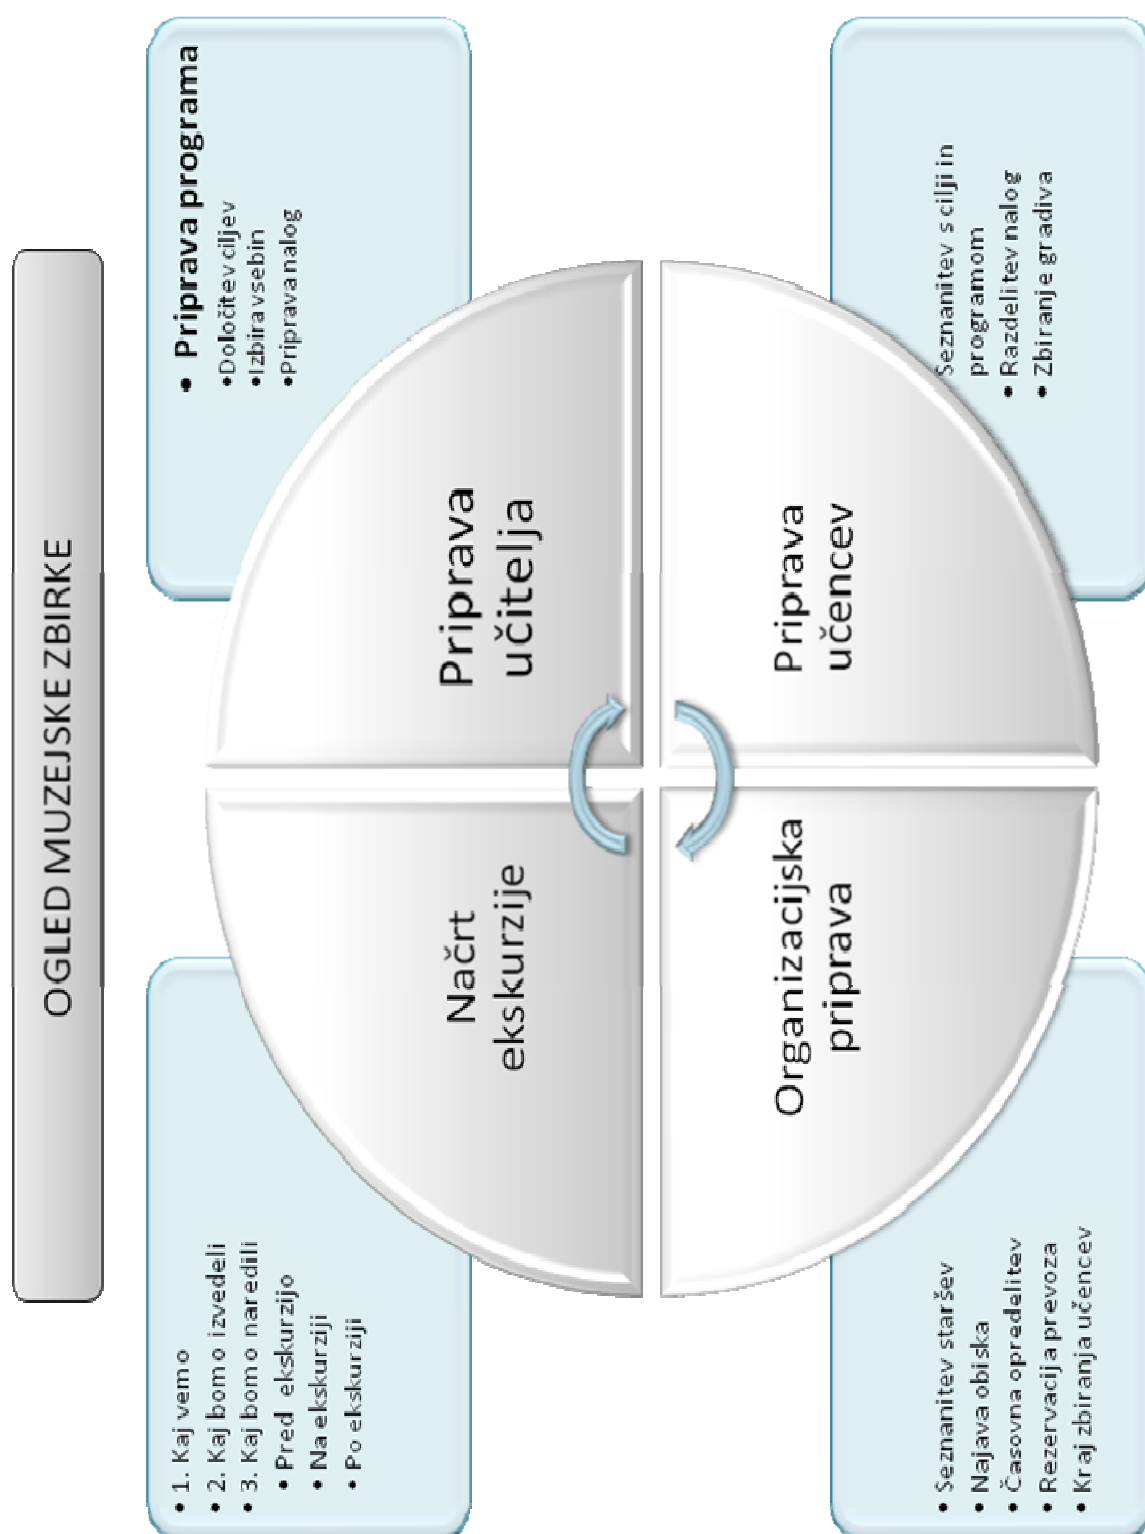 OGLED MUZEJSKE ZBIRKE
• 1. Kaj vemo
• 2. Kaj bomo izvedeli
• 3. Kaj bomo naredili
• Pred ekskurzijo
• Na ekskurziji
• Po ekskurziji
• Priprava programa
•Določitev ciljev
•Izbira vsebin
•Priprava nalog
Načrt
ekskurzije
Priprava
učitelja
Organizacijska
priprava
Priprava
učencev
• Seznanitev staršev
• Najava obiska
• Časovna opredelitev
• Rezervacija prevoza
• Kraj zbiranja učencev
Seznanitev s cilji in
programom
• Razdelitev nalog
• Zbiranje gradiva